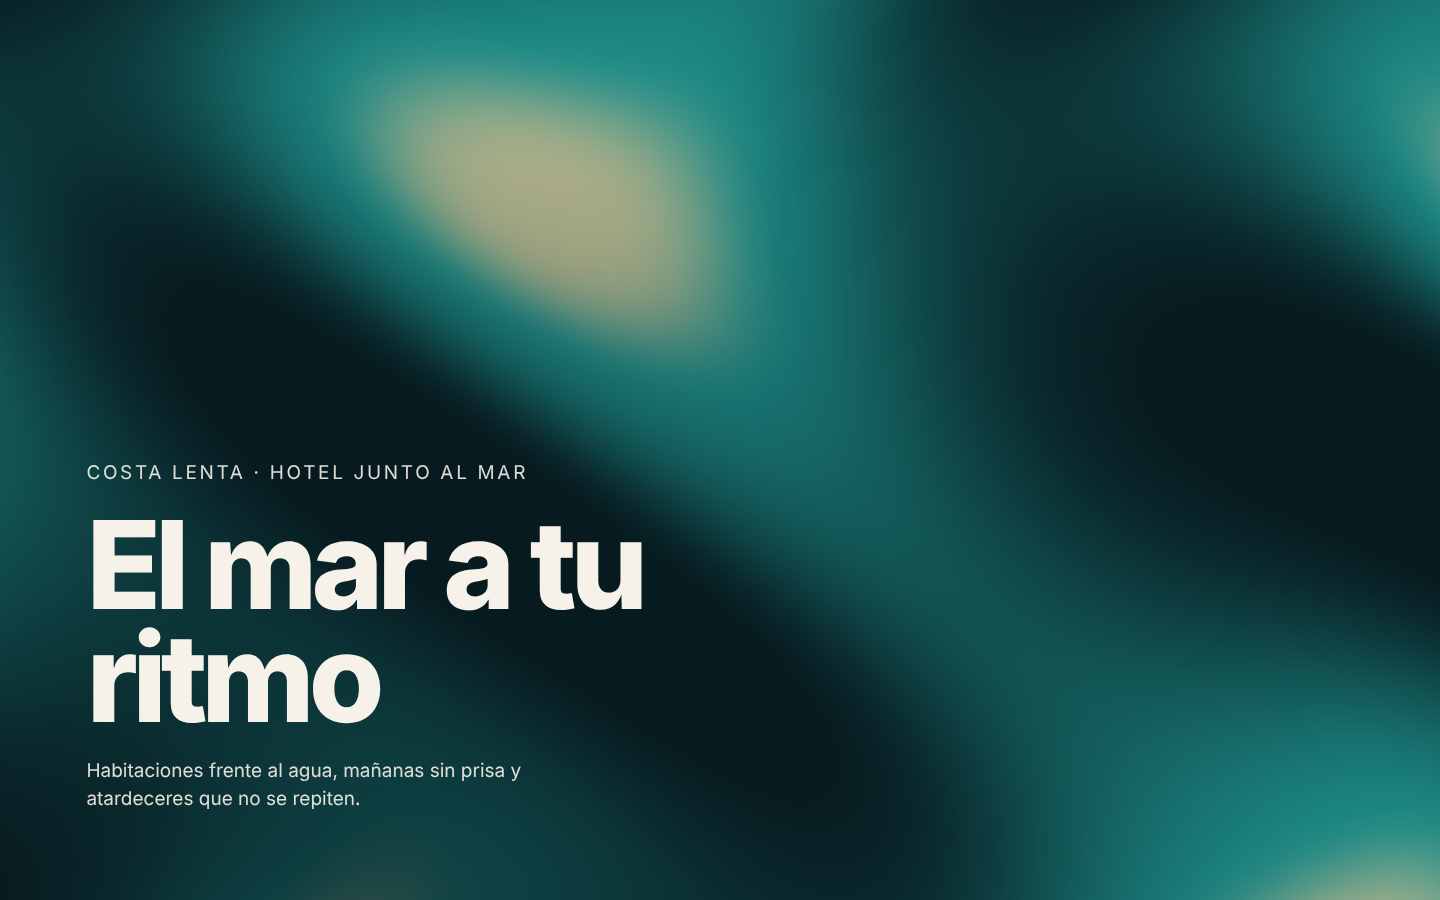 COSTA LENTA · HOTEL JUNTO AL MAR
El mar a tu
ritmo
Habitaciones frente al agua, mañanas sin prisa y
atardeceres que no se repiten.